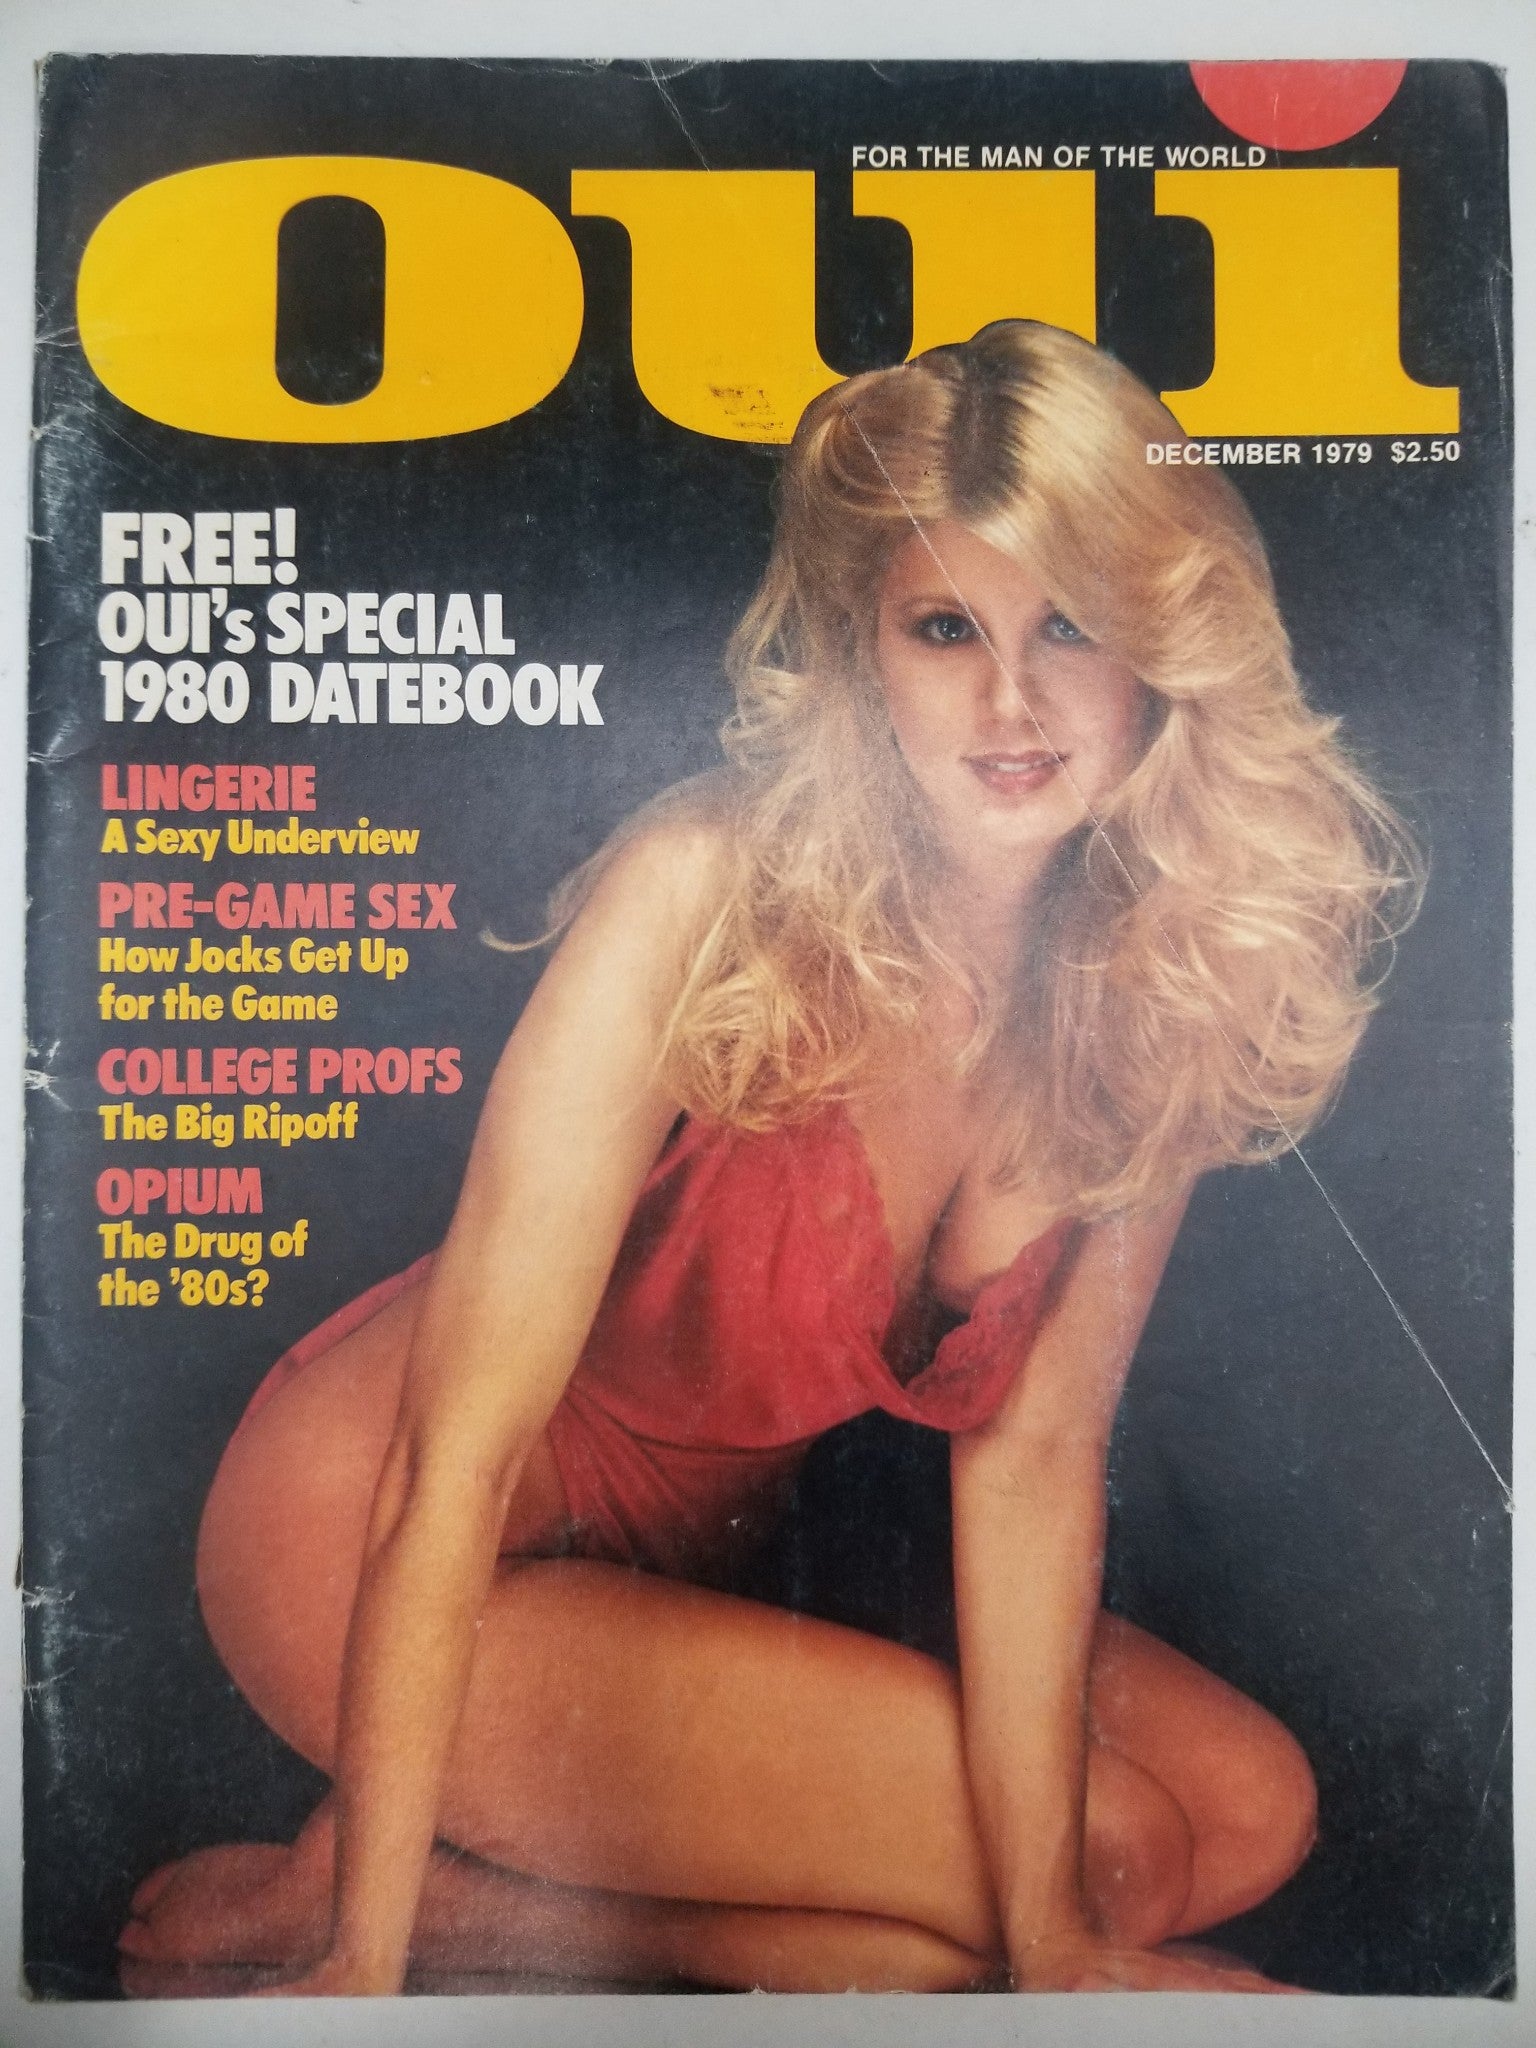 FOR THE MAN OF THE WORLD
OUI
DECEMBER 1979 $2.50
FREE!
OUI's SPECIAL
1980 DATEBOOK
LINGERIE
A Sexy Underview
PRE-GAME SEX
How Jocks Get Up
for the Game
COLLEGE PROFS
The Big Ripoff
OPIUM
The Drug of
the '80s?